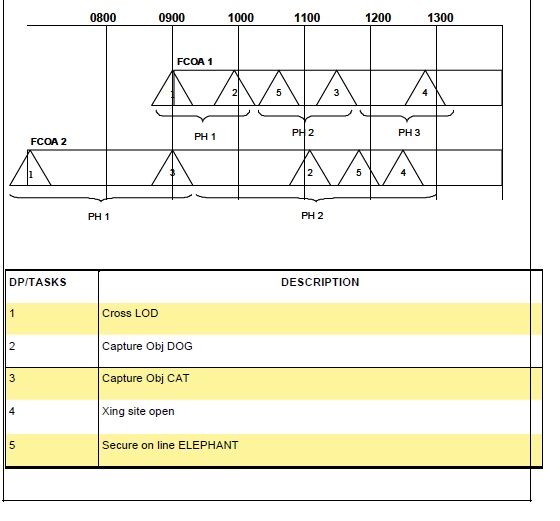 0800 0900 1000 1100 1200 1300
FCOA 1
1 2 5 3 4
PH 1 PH 2 PH 3
FCOA 2
1 3 2 5 4
PH 1 PH 2
DP/TASKS DESCRIPTION
1 Cross LOD
2 Capture Obj DOG
3 Capture Obj CAT
4 Xing site open
5 Secure on line ELEPHANT